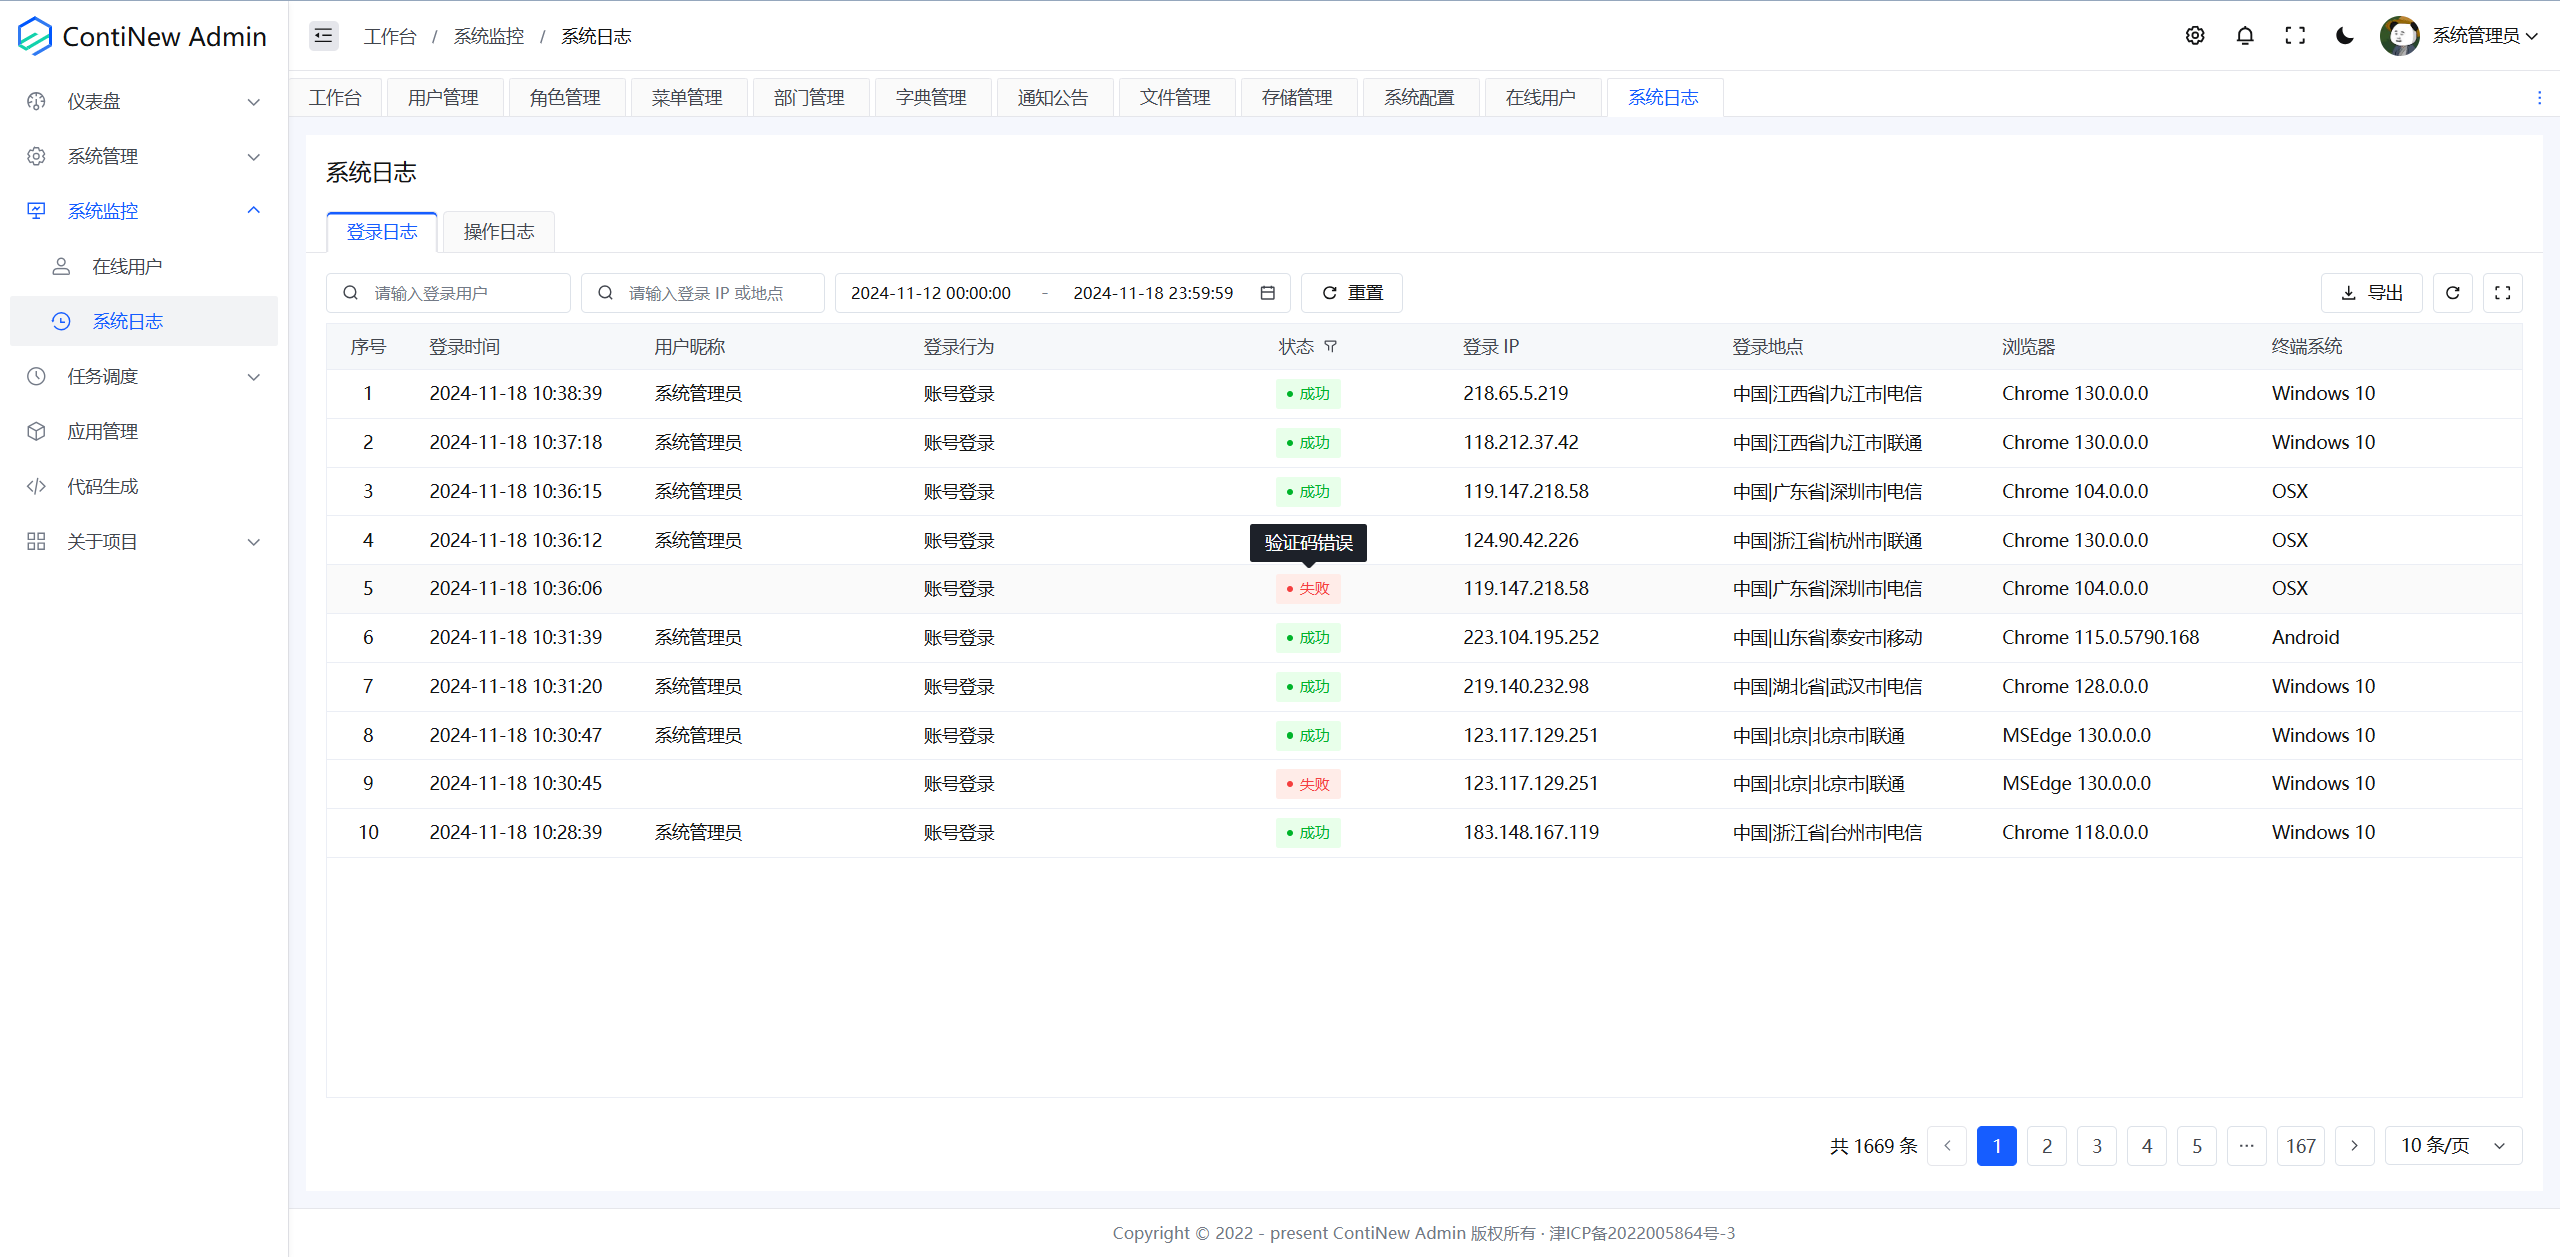 ContiNew Admin
工作台 / 系统监控 / 系统日志
系统管理员
仪表盘
系统管理
系统监控
在线用户
系统日志
任务调度
应用管理
代码生成
关于项目
工作台 用户管理 角色管理 菜单管理 部门管理 字典管理 通知公告 文件管理 存储管理 系统配置 在线用户 系统日志
系统日志
登录日志 操作日志
请输入登录用户 请输入登录 IP 或地点 2024-11-12 00:00:00 - 2024-11-18 23:59:59 重置 导出
序号 登录时间 用户昵称 登录行为 状态 登录 IP 登录地点 浏览器 终端系统
1 2024-11-18 10:38:39 系统管理员 账号登录 成功 218.65.5.219 中国|江西省|九江市|电信 Chrome 130.0.0.0 Windows 10
2 2024-11-18 10:37:18 系统管理员 账号登录 成功 118.212.37.42 中国|江西省|九江市|联通 Chrome 130.0.0.0 Windows 10
3 2024-11-18 10:36:15 系统管理员 账号登录 成功 119.147.218.58 中国|广东省|深圳市|电信 Chrome 104.0.0.0 OSX
4 2024-11-18 10:36:12 系统管理员 账号登录 验证码错误 124.90.42.226 中国|浙江省|杭州市|联通 Chrome 130.0.0.0 OSX
5 2024-11-18 10:36:06 账号登录 失败 119.147.218.58 中国|广东省|深圳市|电信 Chrome 104.0.0.0 OSX
6 2024-11-18 10:31:39 系统管理员 账号登录 成功 223.104.195.252 中国|山东省|泰安市|移动 Chrome 115.0.5790.168 Android
7 2024-11-18 10:31:20 系统管理员 账号登录 成功 219.140.232.98 中国|湖北省|武汉市|电信 Chrome 128.0.0.0 Windows 10
8 2024-11-18 10:30:47 系统管理员 账号登录 成功 123.117.129.251 中国|北京|北京市|联通 MSEdge 130.0.0.0 Windows 10
9 2024-11-18 10:30:45 账号登录 失败 123.117.129.251 中国|北京|北京市|联通 MSEdge 130.0.0.0 Windows 10
10 2024-11-18 10:28:39 系统管理员 账号登录 成功 183.148.167.119 中国|浙江省|台州市|电信 Chrome 118.0.0.0 Windows 10
共 1669 条 1 2 3 4 5 ··· 167 10 条/页
Copyright © 2022 - present ContiNew Admin 版权所有 · 津ICP备2022005864号-3